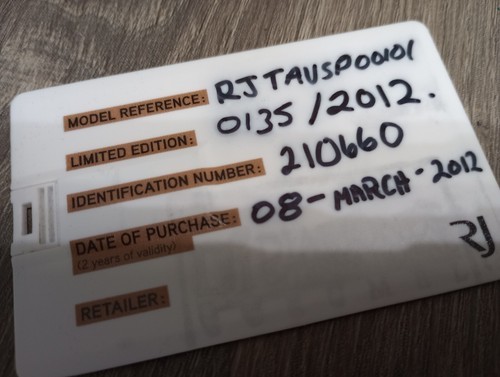 MODEL REFERENCE: RJTAUSP00101
LIMITED EDITION: 0135/2012.
IDENTIFICATION NUMBER: 210660
DATE OF PURCHASE: 08-MARCH-2012
(2 years of validity)
RETAILER:
RJ